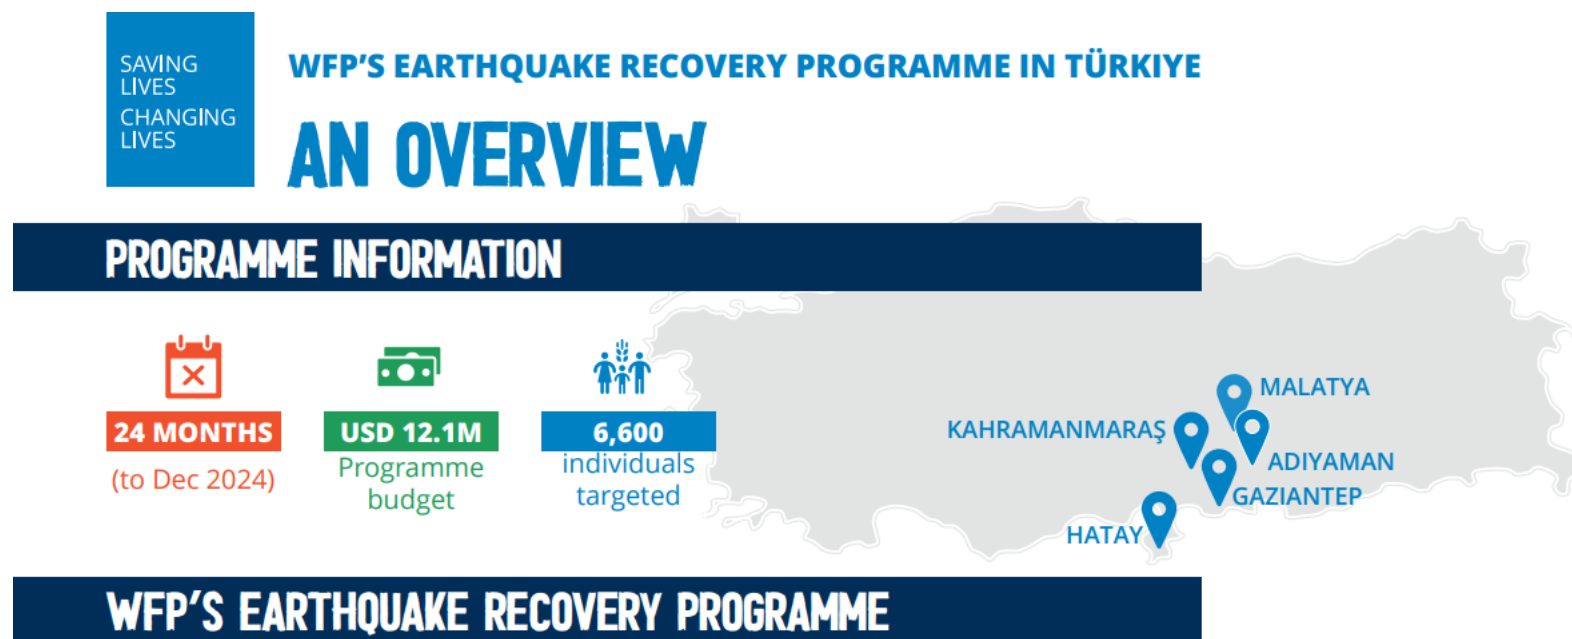 SAVING
LIVES
CHANGING
LIVES
WFP'S EARTHQUAKE RECOVERY PROGRAMME IN TÜRKIYE
AN OVERVIEW
PROGRAMME INFORMATION
24 MONTHS
(to Dec 2024)
USD 12.1M
Programme
budget
6,600
individuals
targeted
MALATYA
KAHRAMANMARAŞ
ADIYAMAN
GAZIANTEP
HATAY
WFP'S EARTHQUAKE RECOVERY PROGRAMME